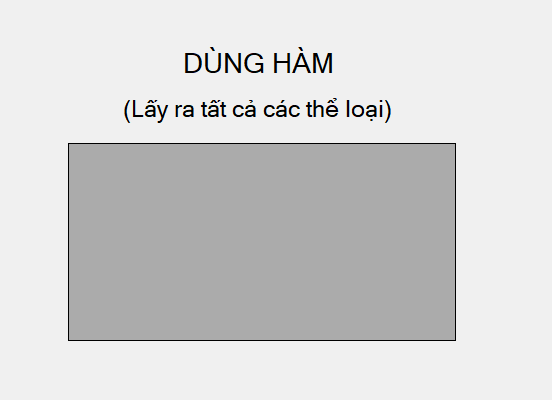 DÙNG HÀM
(Lấy ra tất cả các thể loại)